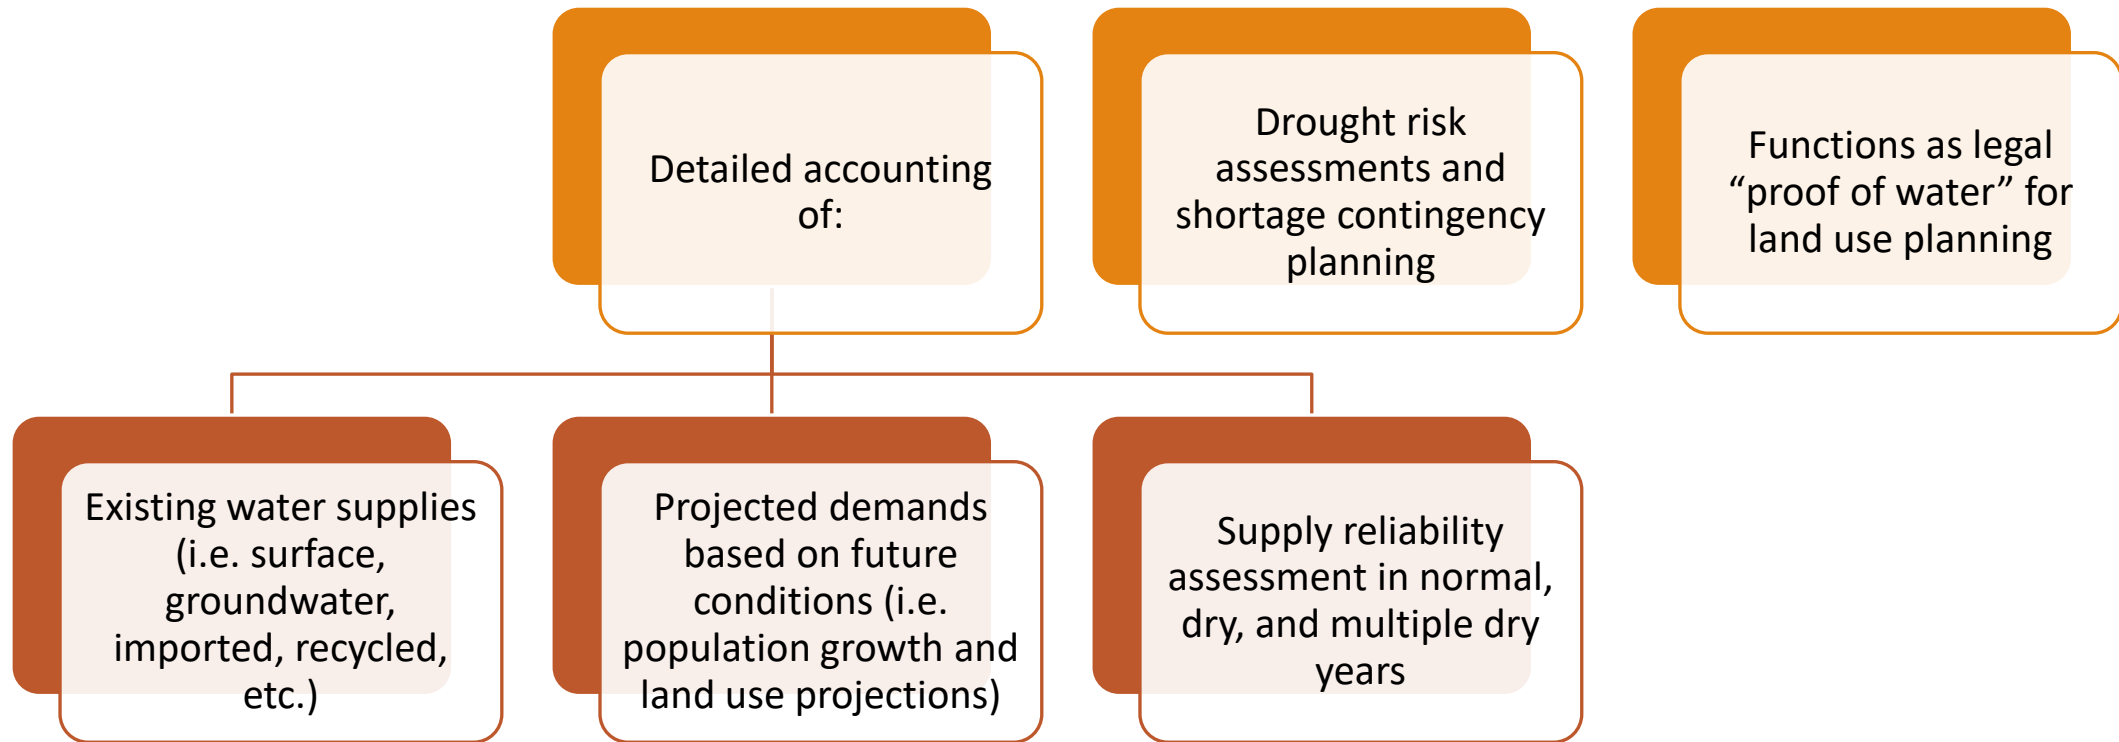 Detailed accounting
of:
Drought risk
assessments and
shortage contingency
planning
Functions as legal
“proof of water” for
land use planning
Existing water supplies
(i.e. surface,
groundwater,
imported, recycled,
etc.)
Projected demands
based on future
conditions (i.e.
population growth and
land use projections)
Supply reliability
assessment in normal,
dry, and multiple dry
years